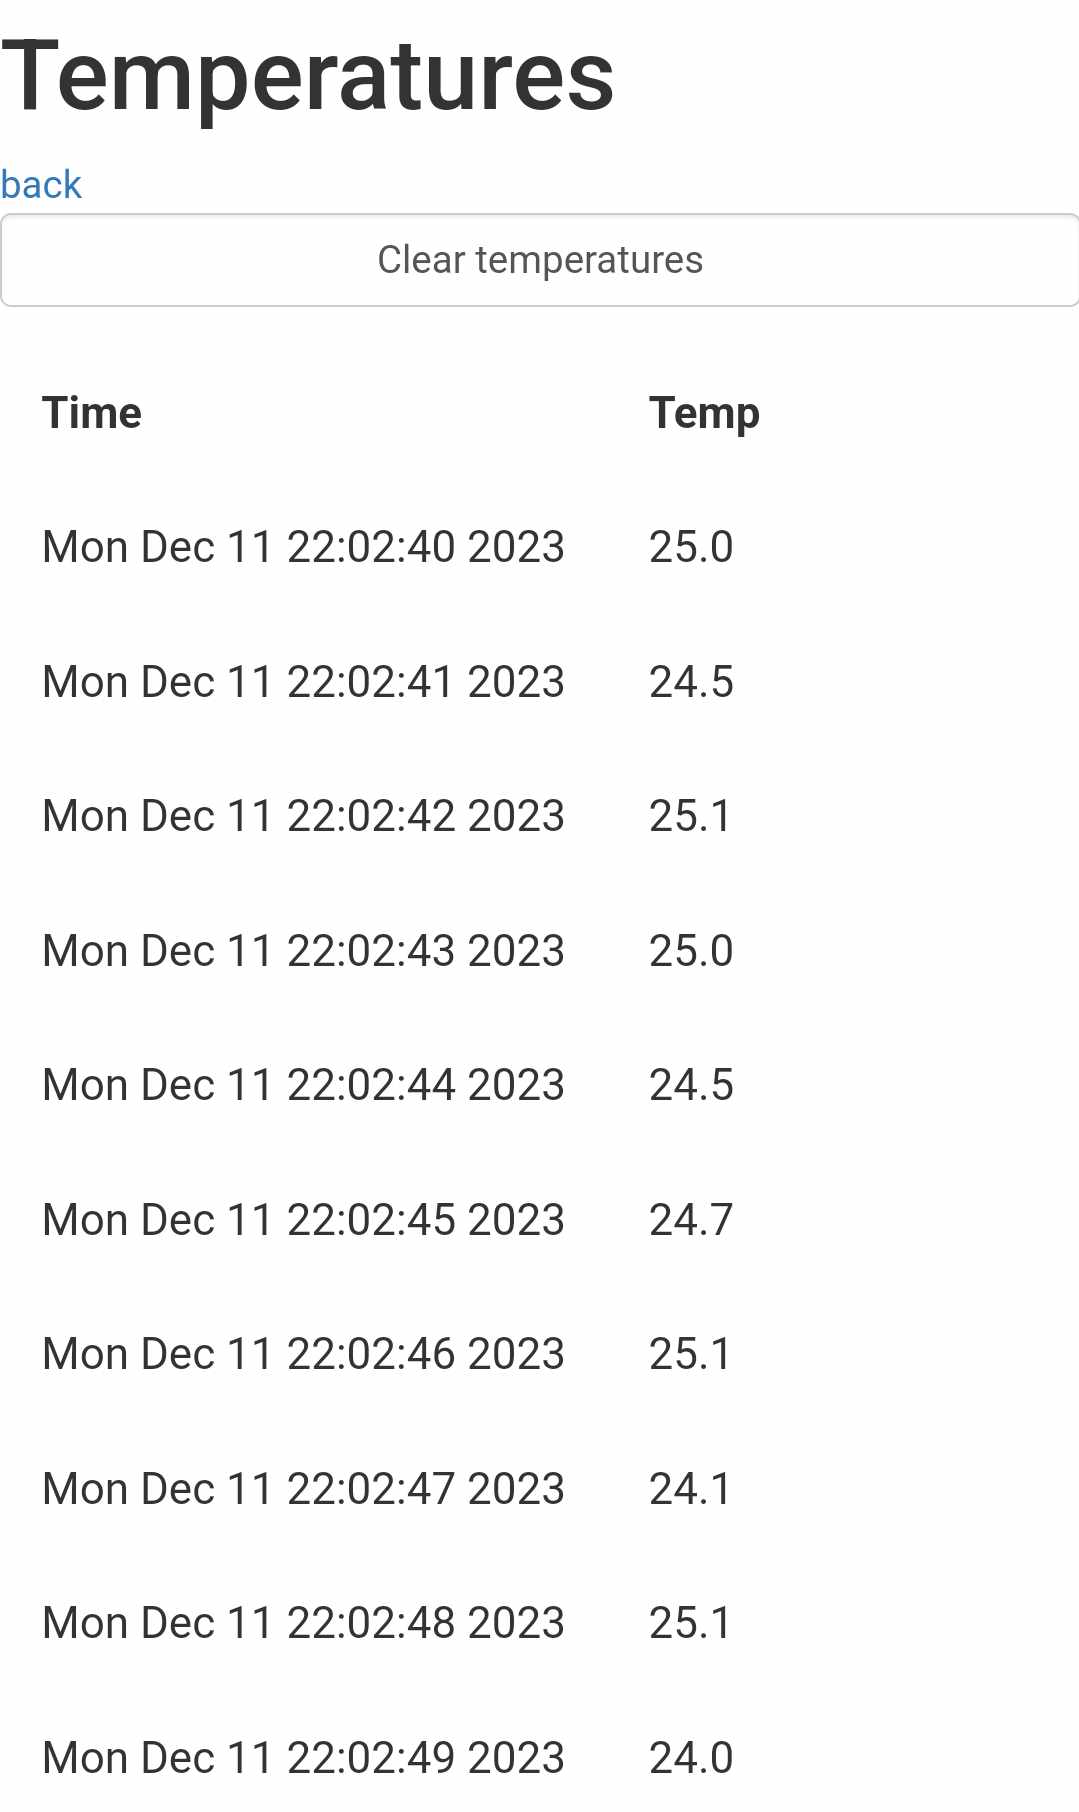 Temperatures
back
Clear temperatures
Time Temp
Mon Dec 11 22:02:40 2023 25.0
Mon Dec 11 22:02:41 2023 24.5
Mon Dec 11 22:02:42 2023 25.1
Mon Dec 11 22:02:43 2023 25.0
Mon Dec 11 22:02:44 2023 24.5
Mon Dec 11 22:02:45 2023 24.7
Mon Dec 11 22:02:46 2023 25.1
Mon Dec 11 22:02:47 2023 24.1
Mon Dec 11 22:02:48 2023 25.1
Mon Dec 11 22:02:49 2023 24.0